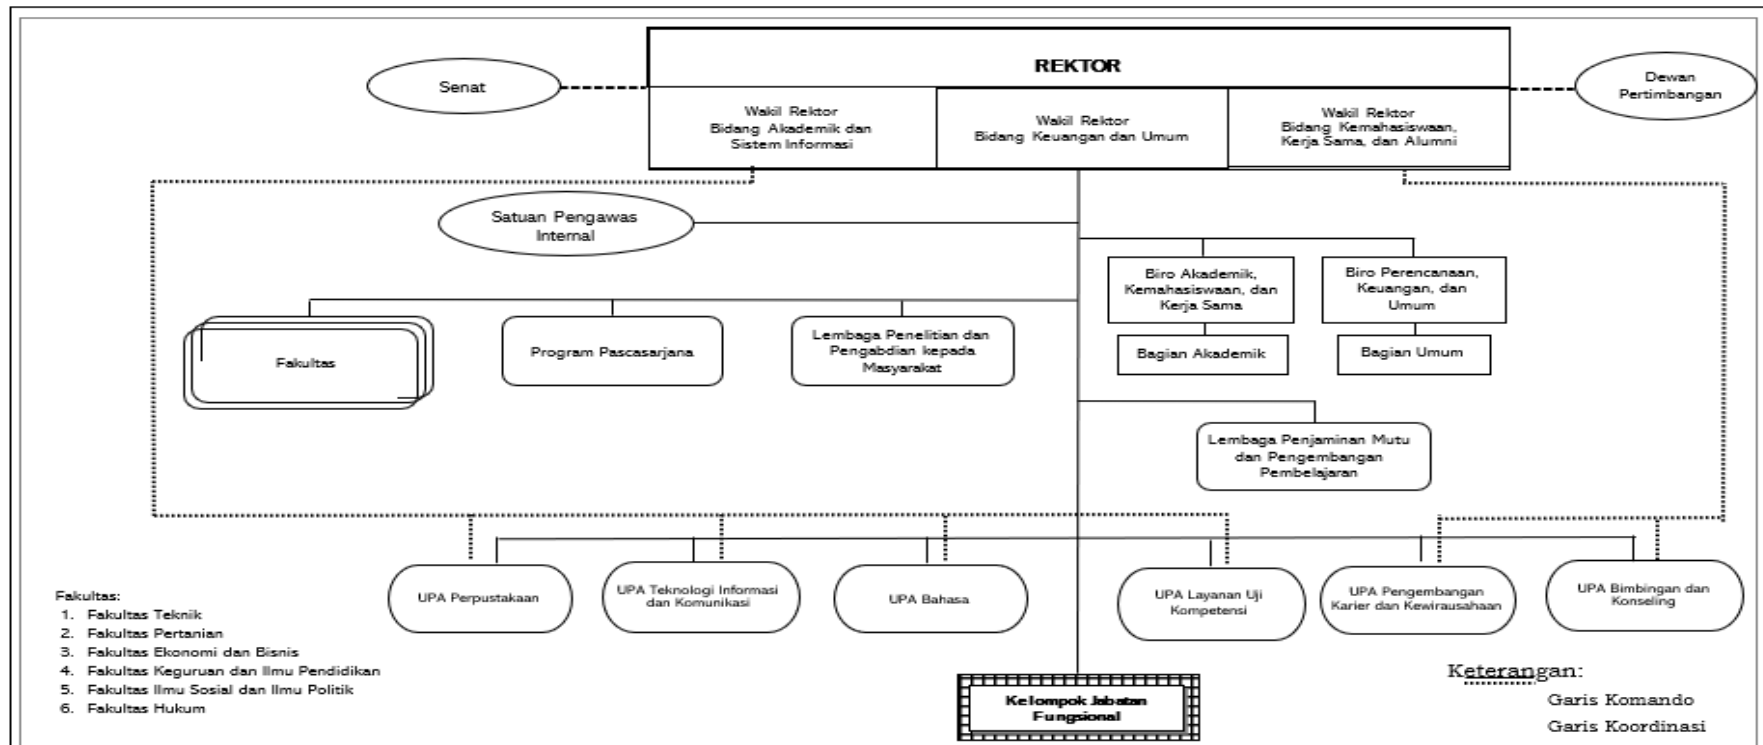 REKTOR
Senat
Dewan
Pertimbangan
Wakil Rektor
Bidang Akademik dan
Sistem Informasi
Wakil Rektor
Bidang Keuangan dan Umum
Wakil Rektor
Bidang Kemahasiswaan,
Kerja Sama, dan Alumni
Satuan Pengawas
Internal
Biro Akademik,
Kemahasiswaan, dan
Kerja Sama
Biro Perencanaan,
Keuangan, dan
Umum
Bagian Akademik
Bagian Umum
Fakultas
Program Pascasarjana
Lembaga Penelitian dan
Pengabdian kepada
Masyarakat
Lembaga Penjaminan Mutu
dan Pengembangan
Pembelajaran
UPA Perpustakaan
UPA Teknologi Informasi
dan Komunikasi
UPA Bahasa
UPA Layanan Uji
Kompetensi
UPA Pengembangan
Karier dan Kewirausahaan
UPA Bimbingan dan
Konseling
Fakultas:
1. Fakultas Teknik
2. Fakultas Pertanian
3. Fakultas Ekonomi dan Bisnis
4. Fakultas Keguruan dan Ilmu Pendidikan
5. Fakultas Ilmu Sosial dan Ilmu Politik
6. Fakultas Hukum
Kelompok Jabatan
Fungsional
Keterangan:
Garis Komando
Garis Koordinasi